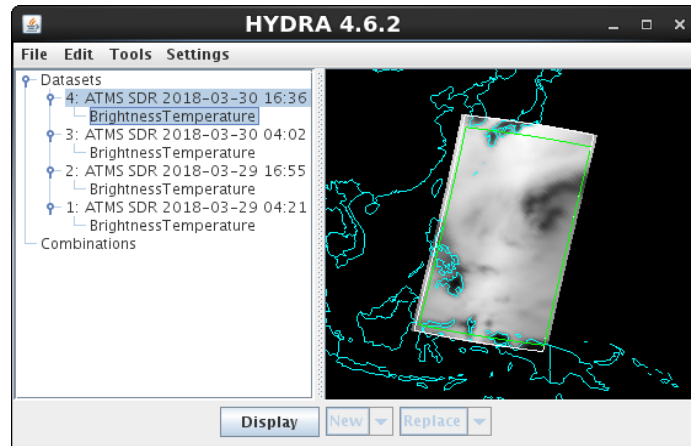 HYDRA 4.6.2
File Edit Tools Settings
Datasets
4: ATMS SDR 2018-03-30 16:36
BrightnessTemperature
3: ATMS SDR 2018-03-30 04:02
BrightnessTemperature
2: ATMS SDR 2018-03-29 16:55
BrightnessTemperature
1: ATMS SDR 2018-03-29 04:21
BrightnessTemperature
Combinations
Display New Replace